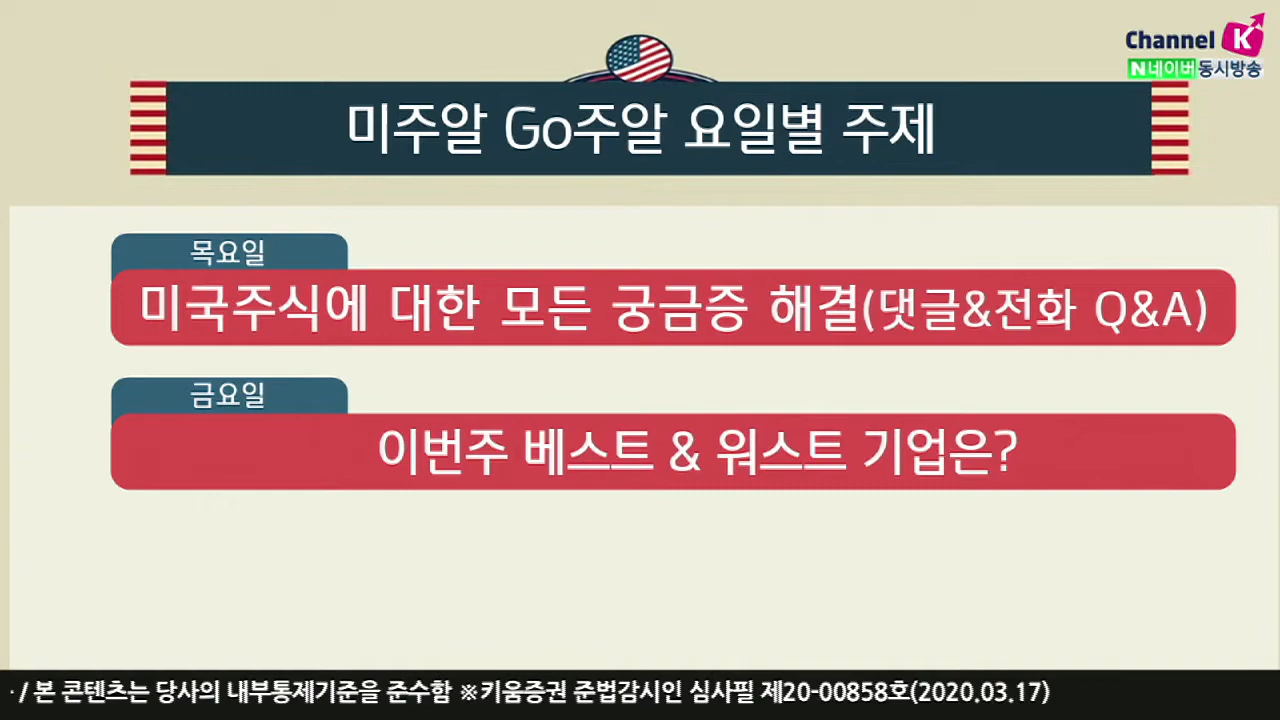 Channel K
N네이버 동시방송
미주알 Go주알 요일별 주제
목요일
미국주식에 대한 모든 궁금증 해결(댓글&전화 Q&A)
금요일
이번주 베스트 & 워스트 기업은?
· / 본 콘텐츠는 당사의 내부통제기준을 준수함 ※키움증권 준법감시인 심사필 제20-00858호(2020.03.17)